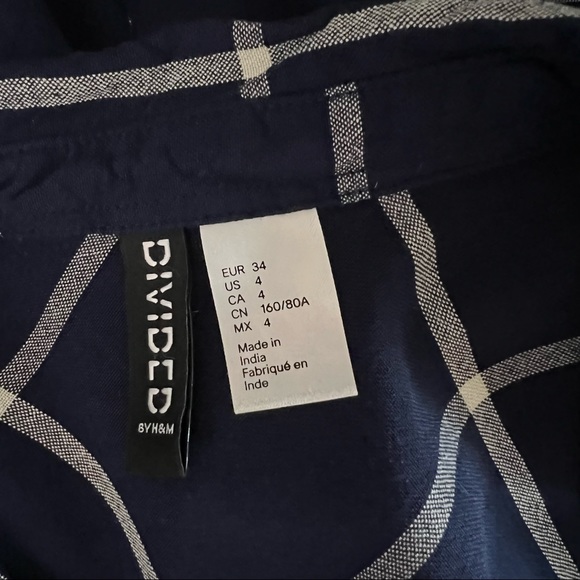 DIVIDED
BY H&M
EUR 34
US 4
CA 4
CN 160/80A
MX 4
Made in
India
Fabriqué en
Inde